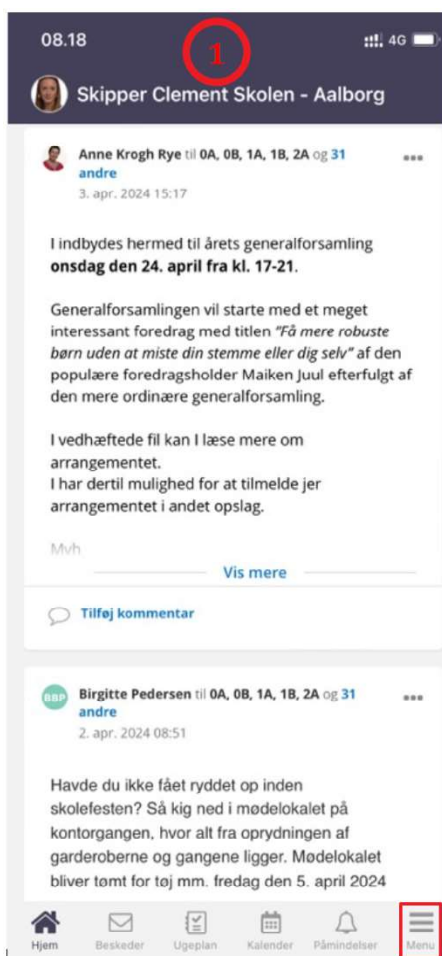 08.18
1
4G
Skipper Clement Skolen - Aalborg
Anne Krogh Rye til 0A, 0B, 1A, 1B, 2A og 31
andre
3. apr. 2024 15:17
I indbydes hermed til årets generalforsamling
onsdag den 24. april fra kl. 17-21.
Generalforsamlingen vil starte med et meget
interessant foredrag med titlen "Få mere robuste
børn uden at miste din stemme eller dig selv" af den
populære foredragsholder Maiken Juul efterfulgt af
den mere ordinære generalforsamling.
I vedhæftede fil kan I læse mere om
arrangementet.
I har dertil mulighed for at tilmelde jer
arrangementet i andet opslag.
Mvh
Vis mere
Tilføj kommentar
BBP
Birgitte Pedersen til 0A, 0B, 1A, 1B, 2A og 31
andre
2. apr. 2024 08:51
Havde du ikke fået ryddet op inden
skolefesten? Så kig ned i mødelokalet på
kontorgangen, hvor alt fra oprydningen af
garderoberne og gangene ligger. Mødelokalet
bliver tømt for tøj mm. fredag den 5. april 2024
Hjem Beskeder Ugeplan Kalender Påmindelser Menu